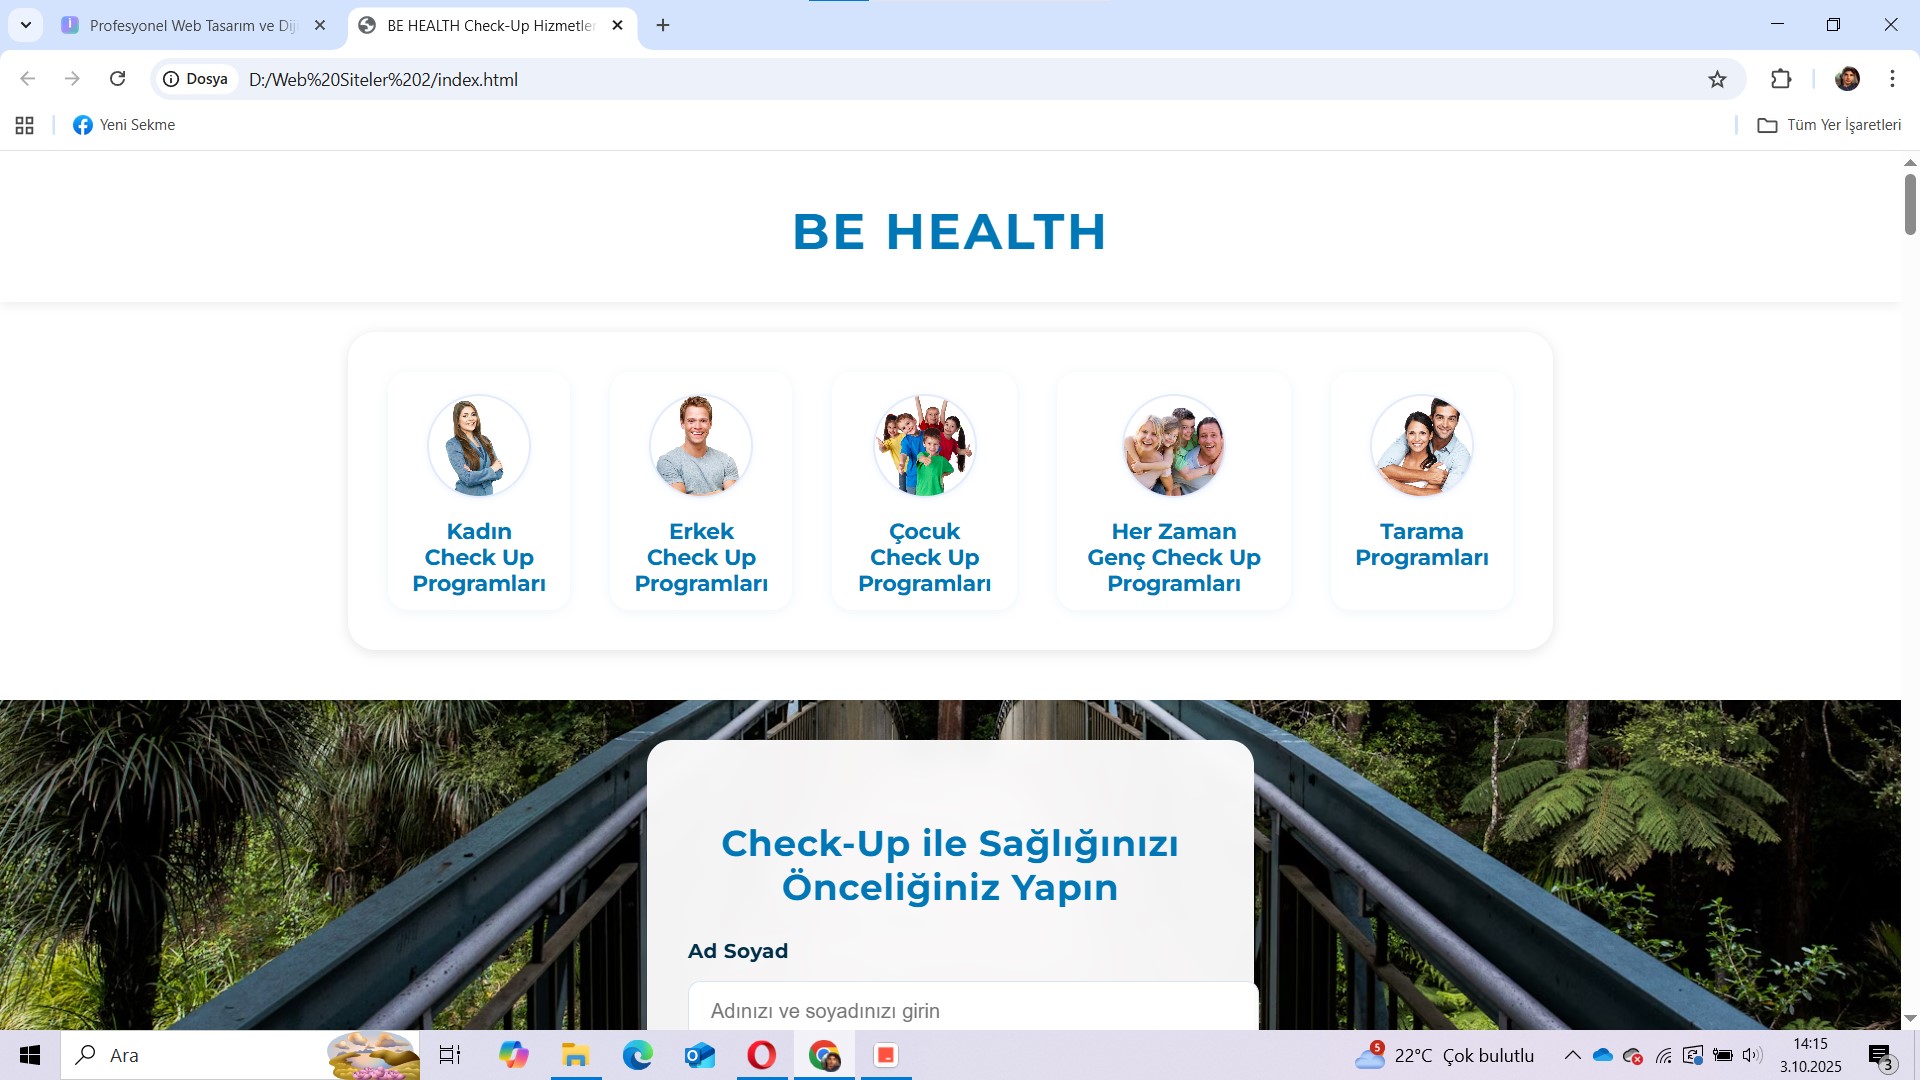 Profesyonel Web Tasarım ve Dij
BE HEALTH Check-Up Hizmetler
Dosya
D:/Web%20Siteler%202/index.html
Yeni Sekme
Tüm Yer İşaretleri
BE HEALTH
Kadın
Check Up
Programları
Erkek
Check Up
Programları
Çocuk
Check Up
Programları
Her Zaman
Genç Check Up
Programları
Tarama
Programları
Check-Up ile Sağlığınızı
Önceliğiniz Yapın
Ad Soyad
Adınızı ve soyadınızı girin
Ara
5
22°C Çok bulutlu
14:15
3.10.2025
3